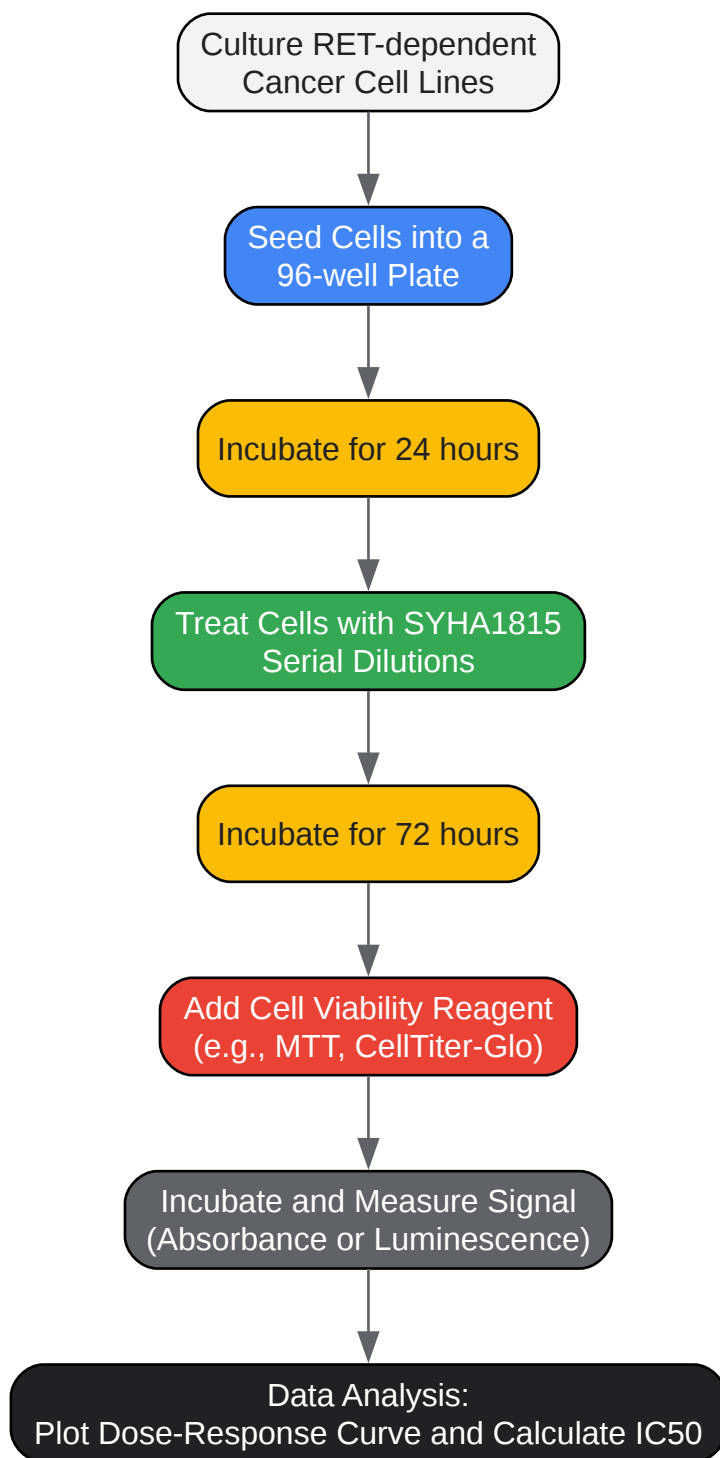 Culture RET-dependent
Cancer Cell Lines
Seed Cells into a
96-well Plate
Incubate for 24 hours
Treat Cells with SYHA1815
Serial Dilutions
Incubate for 72 hours
Add Cell Viability Reagent
(e.g., MTT, CellTiter-Glo)
Incubate and Measure Signal
(Absorbance or Luminescence)
Data Analysis:
Plot Dose-Response Curve and Calculate IC50